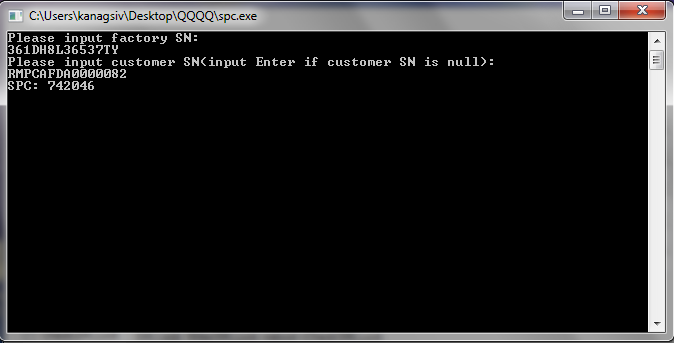 C:\Users\kanagsiv\Desktop\QQQQ\spc.exe
Please input factory SN:
361DH8L36537TY
Please input customer SN(input Enter if customer SN is null):
RMPCAFDA0000082
SPC: 742046